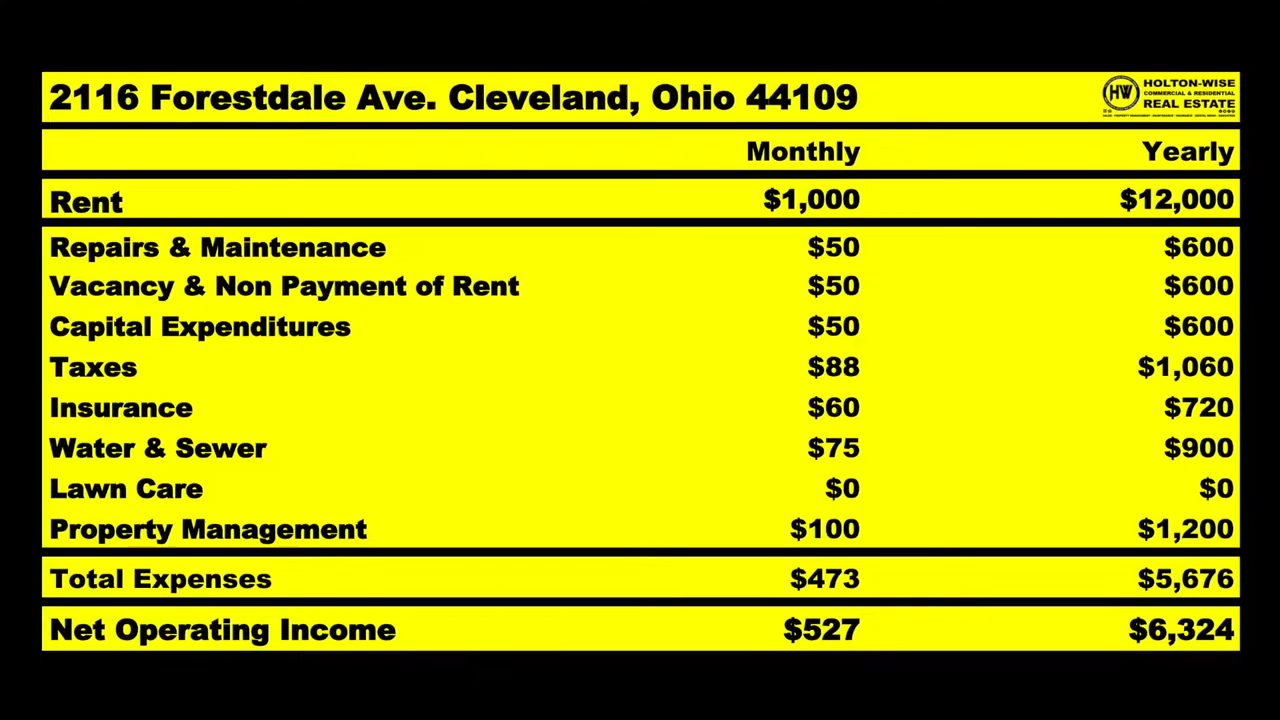 2116 Forestdale Ave. Cleveland, Ohio 44109
HOLTON-WISE
COMMERCIAL & RESIDENTIAL
REAL ESTATE
HW
Monthly Yearly
Rent $1,000 $12,000
Repairs & Maintenance $50 $600
Vacancy & Non Payment of Rent $50 $600
Capital Expenditures $50 $600
Taxes $88 $1,060
Insurance $60 $720
Water & Sewer $75 $900
Lawn Care $0 $0
Property Management $100 $1,200
Total Expenses $473 $5,676
Net Operating Income $527 $6,324